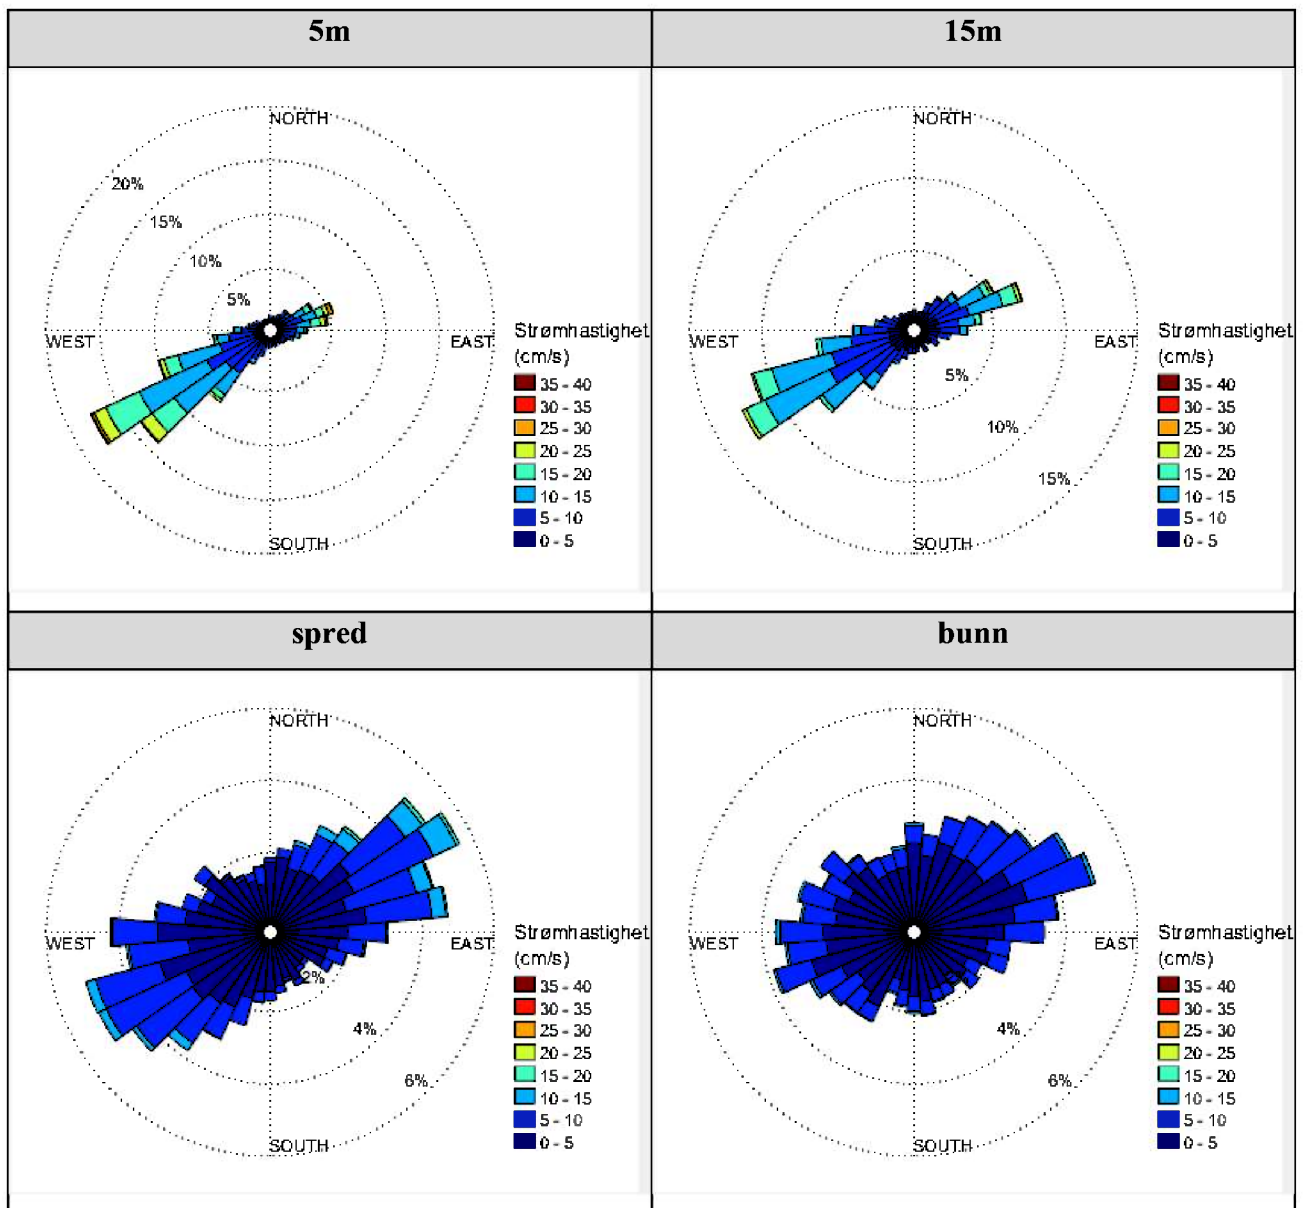 5m
15m
NORTH
20%
15%
10%
5%
WEST
EAST
SOUTH
Strømhastighet
(cm/s)
35 - 40
30 - 35
25 - 30
20 - 25
15 - 20
10 - 15
5 - 10
0 - 5
NORTH
WEST
EAST
5%
10%
15%
SOUTH
Strømhastighet
(cm/s)
35 - 40
30 - 35
25 - 30
20 - 25
15 - 20
10 - 15
5 - 10
0 - 5
spred
bunn
NORTH
WEST
EAST
2%
4%
6%
SOUTH
Strømhastighet
(cm/s)
35 - 40
30 - 35
25 - 30
20 - 25
15 - 20
10 - 15
5 - 10
0 - 5
NORTH
WEST
EAST
4%
6%
SOUTH
Strømhastighet
(cm/s)
35 - 40
30 - 35
25 - 30
20 - 25
15 - 20
10 - 15
5 - 10
0 - 5